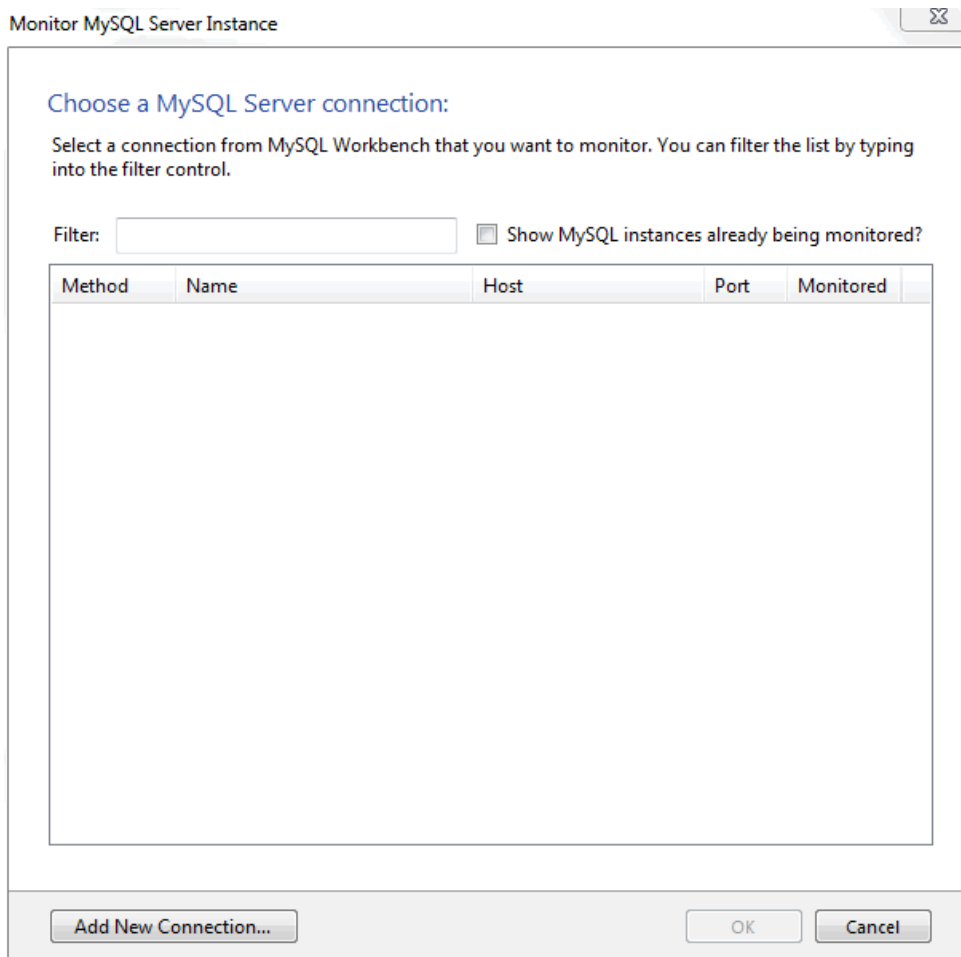 Monitor MySQL Server Instance
Choose a MySQL Server connection:
Select a connection from MySQL Workbench that you want to monitor. You can filter the list by typing
into the filter control.
Filter: Show MySQL instances already being monitored?
Method Name Host Port Monitored
Add New Connection... OK Cancel